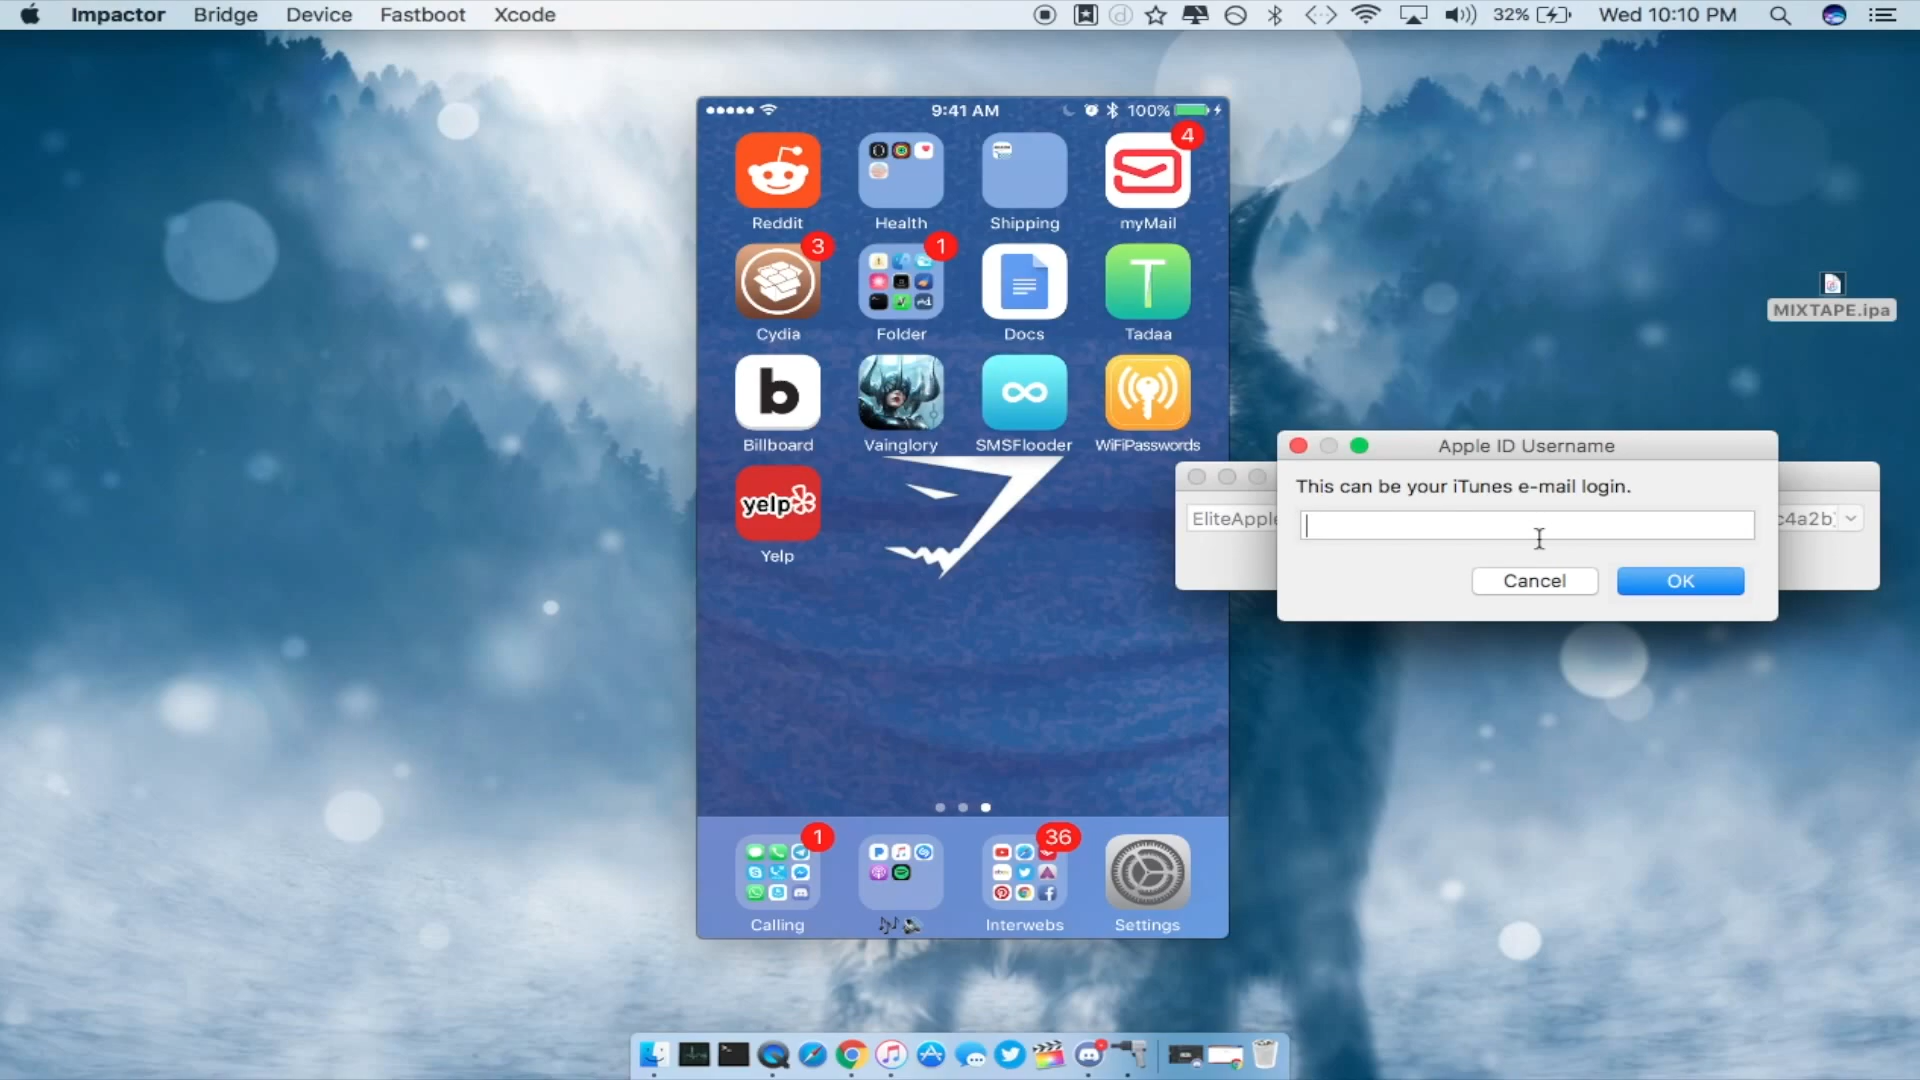 Impactor Bridge Device Fastboot Xcode
32% Wed 10:10 PM
9:41 AM 100%
4
Reddit Health Shipping myMail
3 1
T
Cydia Folder Docs Tadaa
b
Billboard Vainglory SMSFlooder WiFiPasswords
yelp
Yelp
1 36
Calling Interwebs Settings
MIXTAPE.ipa
Apple ID Username
This can be your iTunes e-mail login.
EliteApple c4a2b
Cancel OK